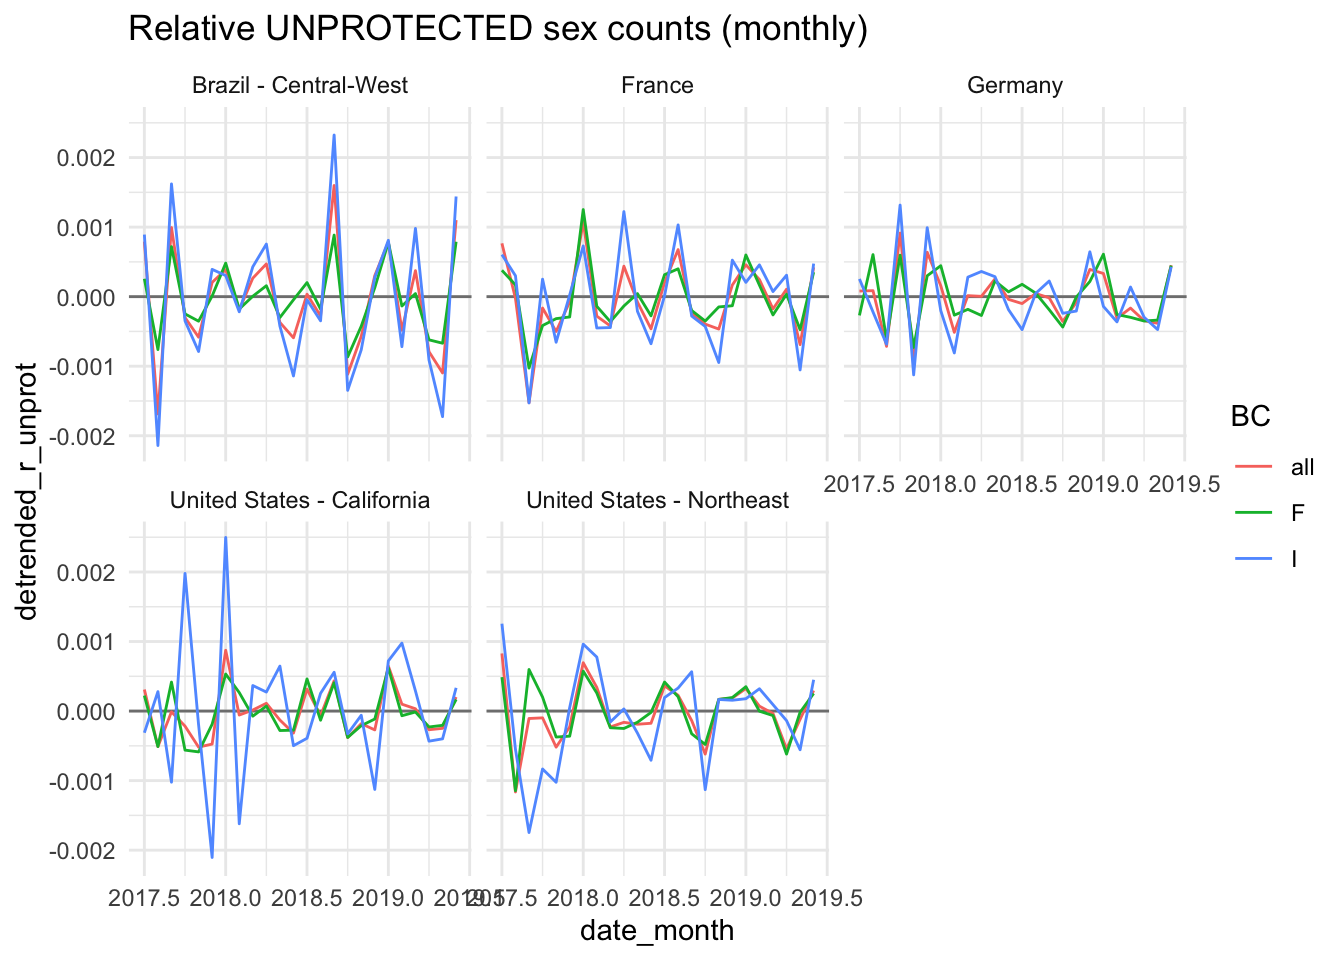 Relative UNPROTECTED sex counts (monthly)
Brazil - Central-West
France
Germany
0.002
0.001
0.000
-0.001
-0.002
2017.5 2018.0 2018.5 2019.0 2019.5
United States - California
United States - Northeast
0.002
0.001
0.000
-0.001
-0.002
2017.5 2018.0 2018.5 2019.0 2019.5
2017.5 2018.0 2018.5 2019.0 2019.5
date_month
detrended_r_unprot
BC
all
F
I